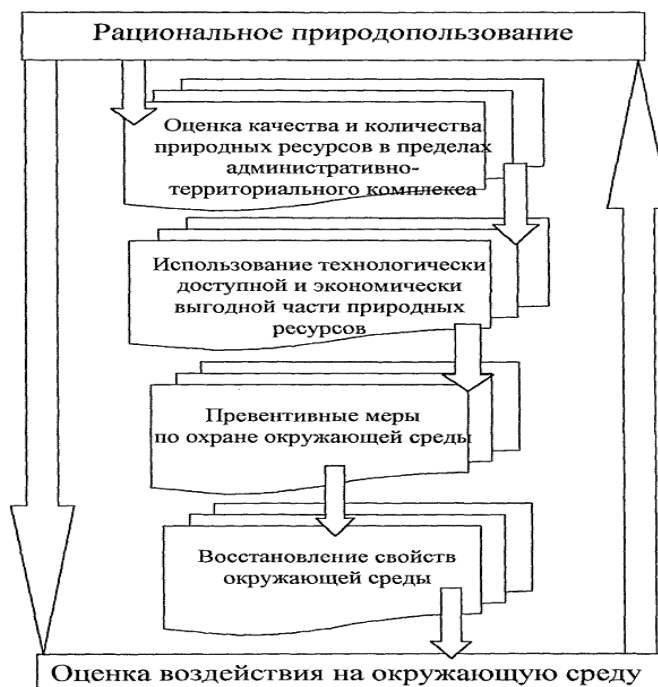 Рациональное природопользование
Оценка качества и количества
природных ресурсов в пределах
административно-
территориального комплекса
Использование технологически
доступной и экономически
выгодной части природных
ресурсов
Превентивные меры
по охране окружающей среды
Восстановление свойств
окружающей среды
Оценка воздействия на окружающую среду